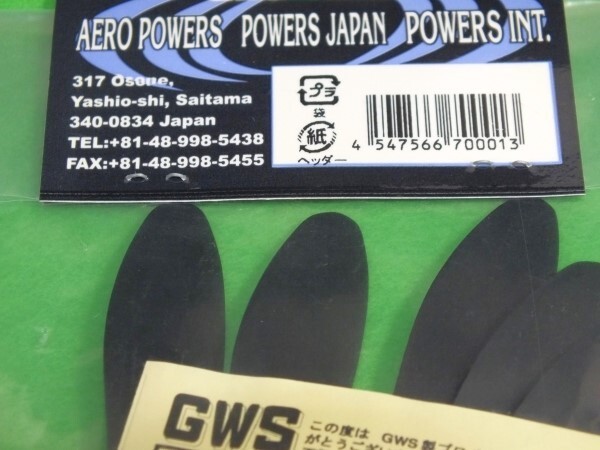 AERO POWERS POWERS JAPAN POWERS INT.
317 Osone,
Yashio-shi, Saitama
340-0834 Japan
TEL:+81-48-998-5438
FAX:+81-48-998-5455
プラ
袋
紙
ヘッダー
4 547566 700013
GWS
この度は GWS製プロ
がとうござい